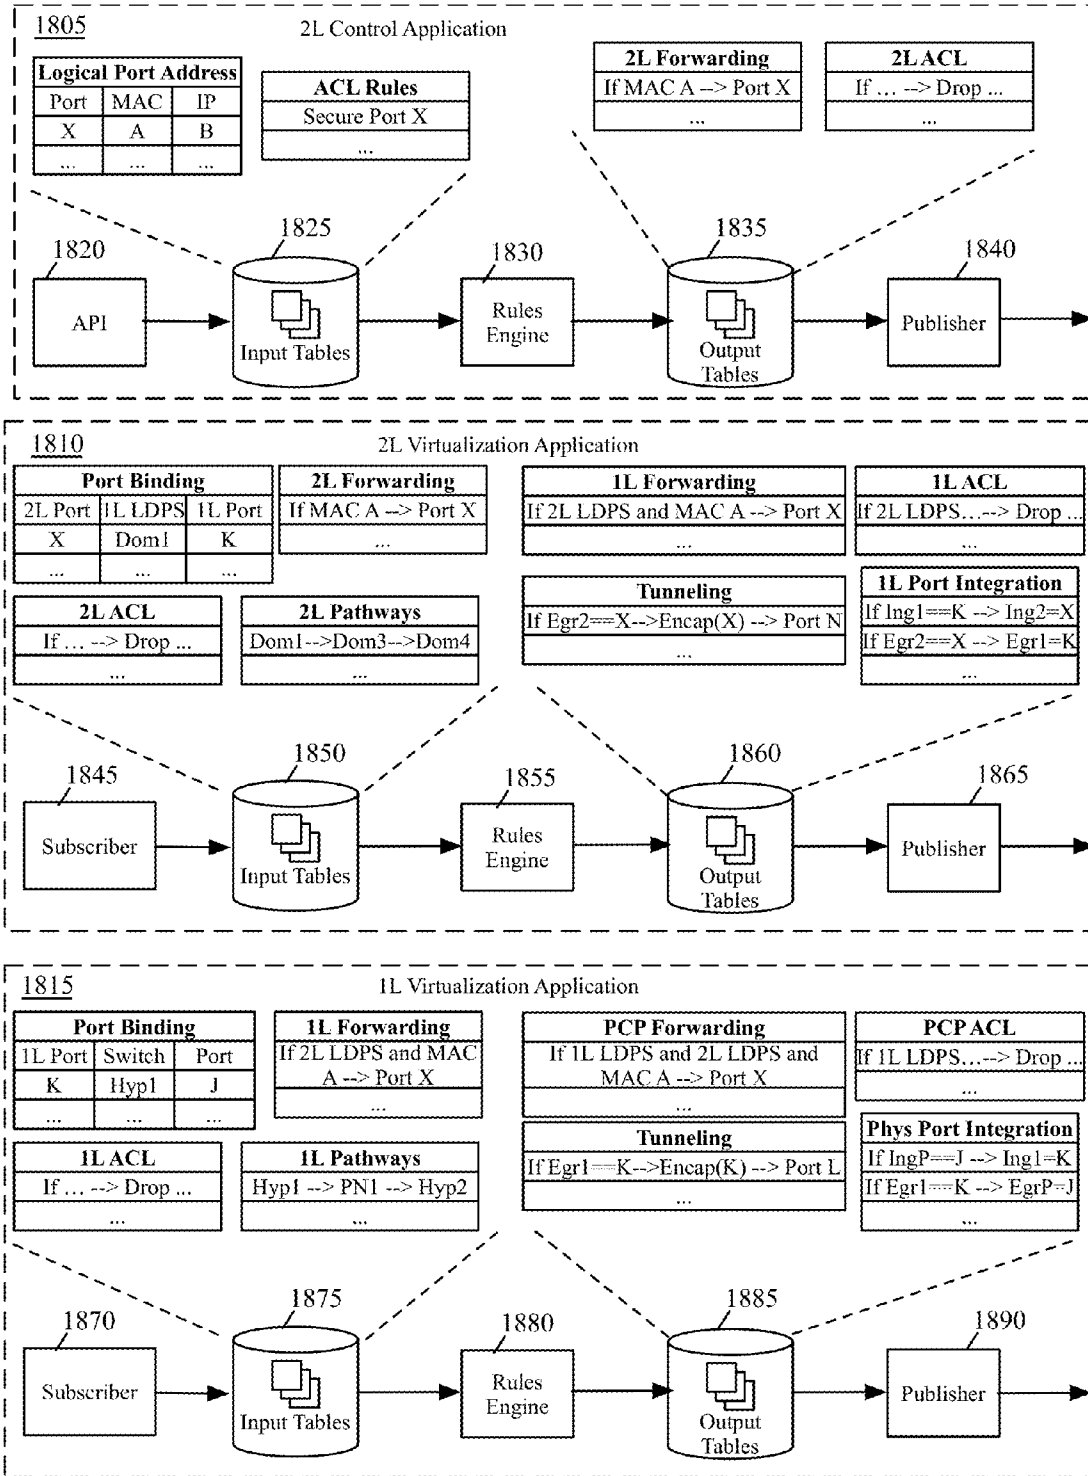 1805
2L Control Application
Logical Port Address
Port MAC IP
X A B
... ... ...
ACL Rules
Secure Port X
...
2L Forwarding
If MAC A --> Port X
...
2L ACL
If ... --> Drop ...
...
1820
API
1825
Input Tables
1830
Rules
Engine
1835
Output
Tables
1840
Publisher
1810
2L Virtualization Application
Port Binding
2L Port 1L LDPS 1L Port
X Dom1 K
... ... ...
2L Forwarding
If MAC A --> Port X
...
1L Forwarding
If 2L LDPS and MAC A --> Port X
...
1L ACL
If 2L LDPS...--> Drop ...
...
2L ACL
If ... --> Drop ...
...
2L Pathways
Dom1-->Dom3-->Dom4
...
Tunneling
If Egr2==X-->Encap(X) --> Port N
...
1L Port Integration
If Ing1==K --> Ing2=X
If Egr2==X --> Egr1=K
...
1845
Subscriber
1850
Input Tables
1855
Rules
Engine
1860
Output
Tables
1865
Publisher
1815
1L Virtualization Application
Port Binding
1L Port Switch Port
K Hyp1 J
... ... ...
1L Forwarding
If 2L LDPS and MAC
A --> Port X
...
PCP Forwarding
If 1L LDPS and 2L LDPS and
MAC A --> Port X
...
PCP ACL
If 1L LDPS...--> Drop ...
...
1L ACL
If ... --> Drop ...
...
1L Pathways
Hyp1 --> PN1 --> Hyp2
...
Tunneling
If Egr1==K-->Encap(K) --> Port L
...
Phys Port Integration
If IngP==J --> Ing1=K
If Egr1==K --> EgrP=J
...
1870
Subscriber
1875
Input Tables
1880
Rules
Engine
1885
Output
Tables
1890
Publisher